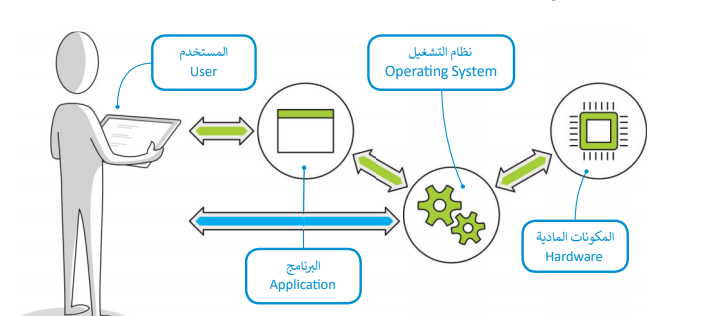 المستخدم
User
نظام التشغيل
Operating System
المكونات المادية
Hardware
البرنامج
Application